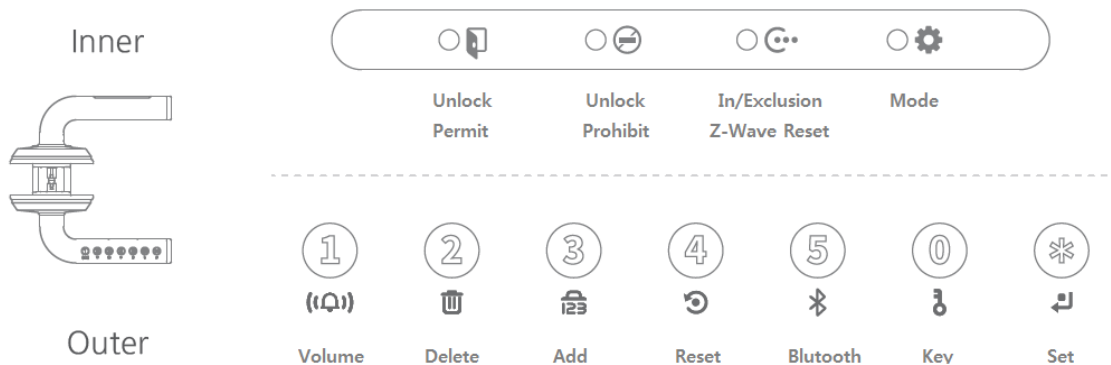 Inner
Unlock Permit
Unlock Prohibit
In/Exclusion Z-Wave Reset
Mode
1 2 3 4 5 0 *
123
Volume Delete Add Reset Blutooth Key Set
Outer